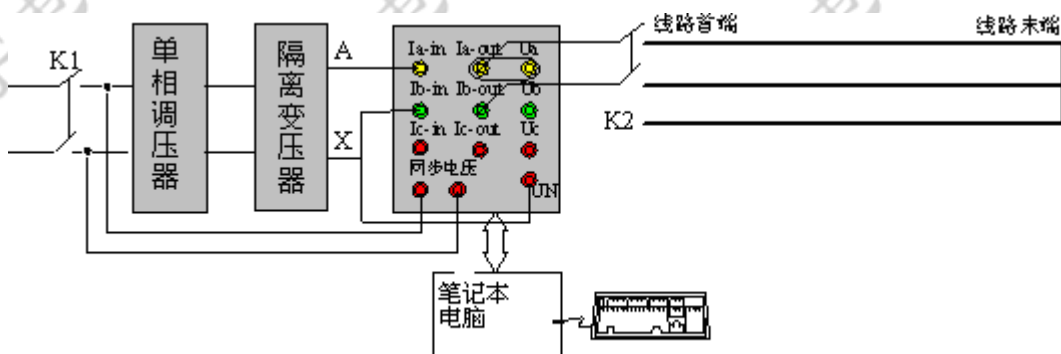 线路首端
线路末端
K1
单相调压器
隔离变压器
A
X
Ia-in Ia-out Ua
Ib-in Ib-out Ub
Ic-in Ic-out Uc
同步电压
UN
K2
笔记本
电脑